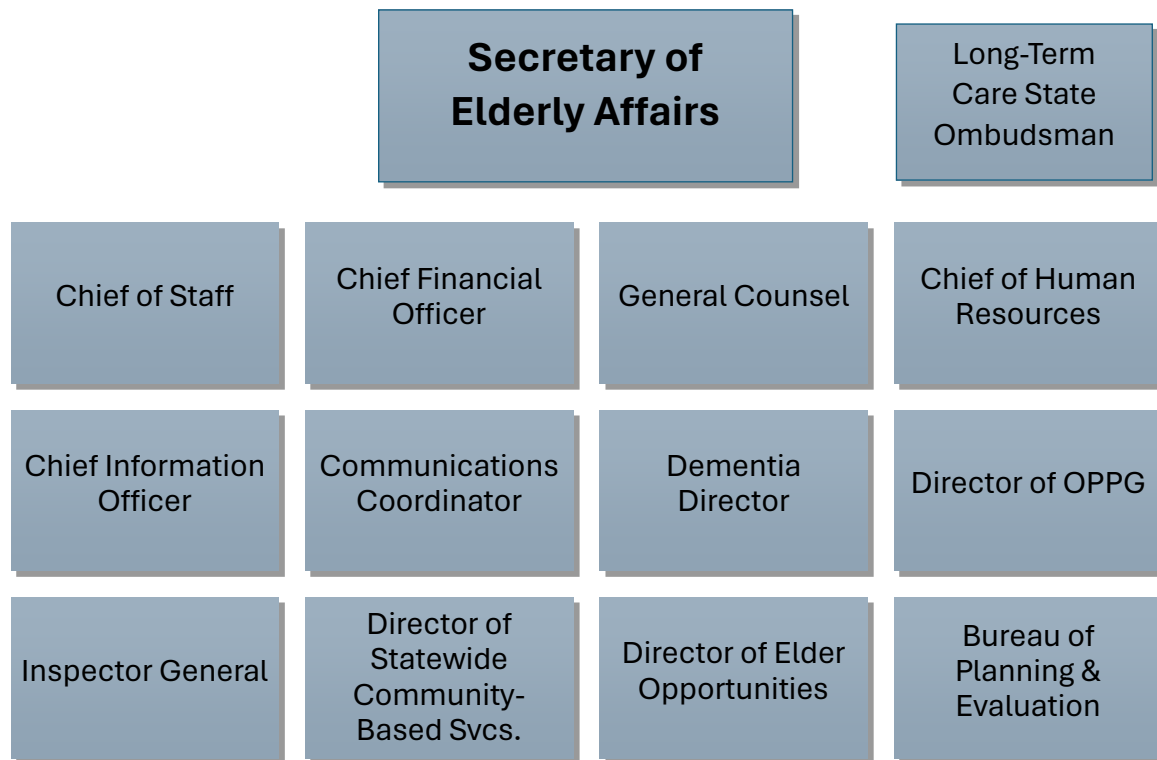 Secretary of
Elderly Affairs
Long-Term
Care State
Ombudsman
Chief of Staff
Chief Financial
Officer
General Counsel
Chief of Human
Resources
Chief Information
Officer
Communications
Coordinator
Dementia
Director
Director of OPPG
Inspector General
Director of
Statewide
Community-
Based Svcs.
Director of Elder
Opportunities
Bureau of
Planning &
Evaluation